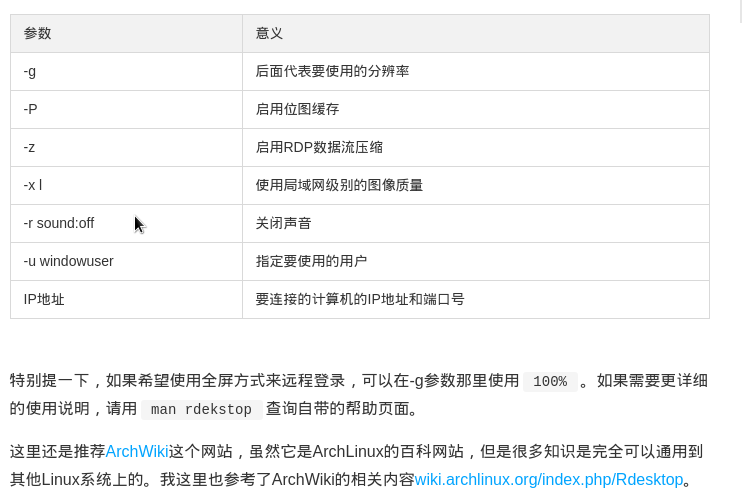 参数 意义
-g 后面代表要使用的分辨率
-P 启用位图缓存
-z 启用RDP数据流压缩
-x l 使用局域网级别的图像质量
-r sound:off 关闭声音
-u windowuser 指定要使用的用户
IP地址 要连接的计算机的IP地址和端口号
特别提一下，如果希望使用全屏方式来远程登录，可以在-g参数那里使用 100% 。如果需要更详细
的使用说明，请用 man rdekstop 查询自带的帮助页面。
这里还是推荐ArchWiki这个网站，虽然它是ArchLinux的百科网站，但是很多知识是完全可以通用到
其他Linux系统上的。我这里也参考了ArchWiki的相关内容wiki.archlinux.org/index.php/Rdesktop。